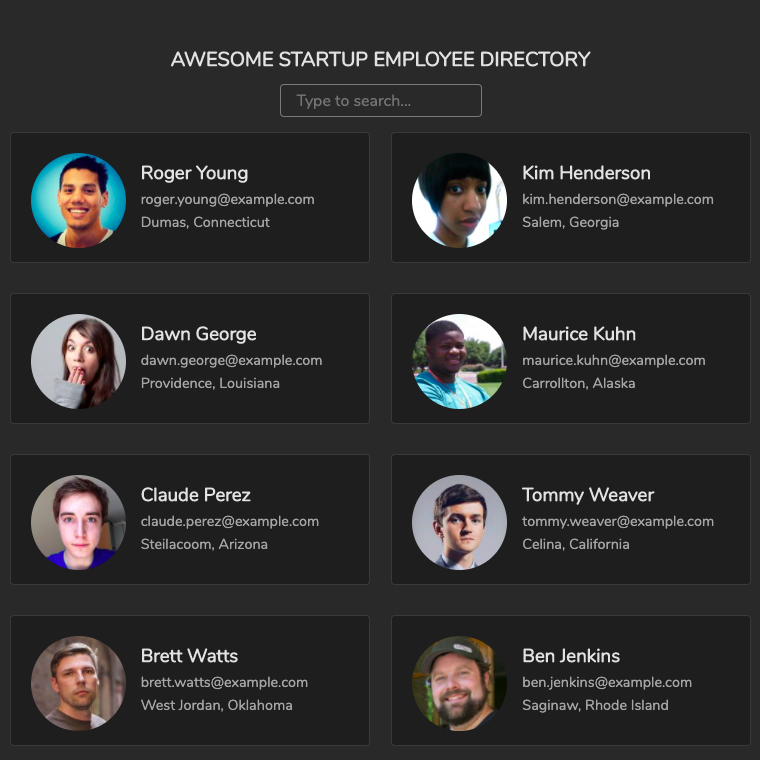 AWESOME STARTUP EMPLOYEE DIRECTORY
Type to search...
Roger Young
roger.young@example.com
Dumas, Connecticut
Kim Henderson
kim.henderson@example.com
Salem, Georgia
Dawn George
dawn.george@example.com
Providence, Louisiana
Maurice Kuhn
maurice.kuhn@example.com
Carrollton, Alaska
Claude Perez
claude.perez@example.com
Steilacoom, Arizona
Tommy Weaver
tommy.weaver@example.com
Celina, California
Brett Watts
brett.watts@example.com
West Jordan, Oklahoma
Ben Jenkins
ben.jenkins@example.com
Saginaw, Rhode Island